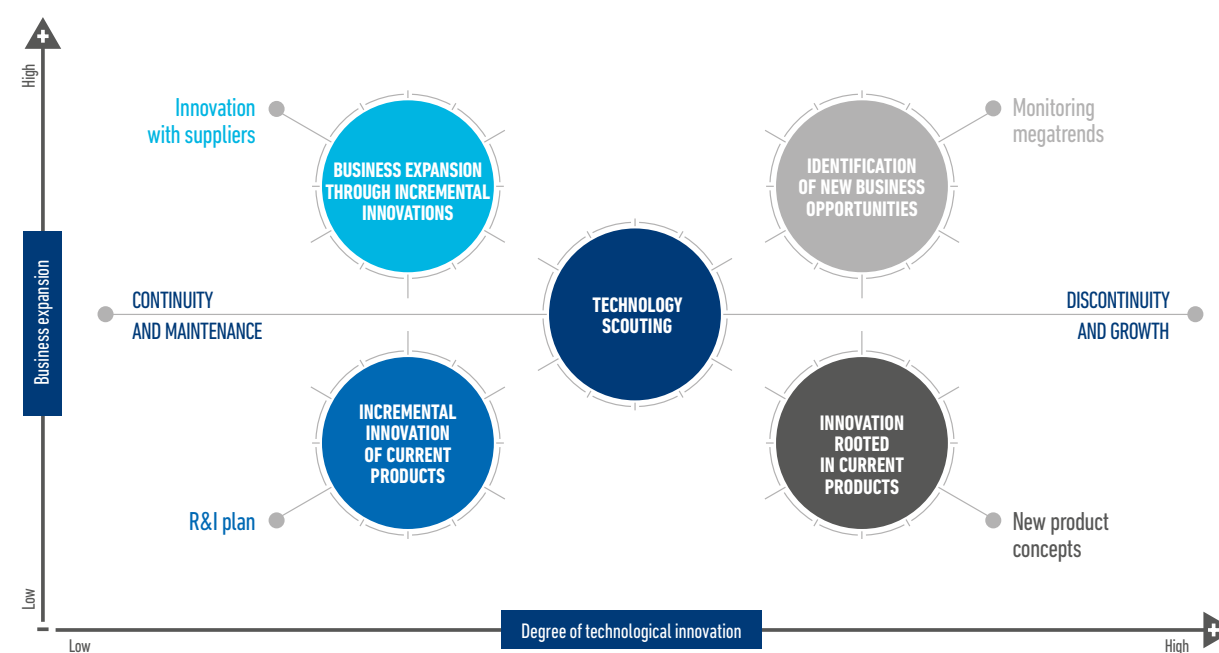 High
Innovation
with suppliers
BUSINESS EXPANSION
THROUGH INCREMENTAL
INNOVATIONS
IDENTIFICATION
OF NEW BUSINESS
OPPORTUNITIES
Monitoring
megatrends
Business expansion
CONTINUITY
AND MAINTENANCE
TECHNOLOGY
SCOUTING
DISCONTINUITY
AND GROWTH
INCREMENTAL
INNOVATION
OF CURRENT
PRODUCTS
INNOVATION
ROOTED
IN CURRENT
PRODUCTS
R&I plan
New product
concepts
Low
Low
Degree of technological innovation
High